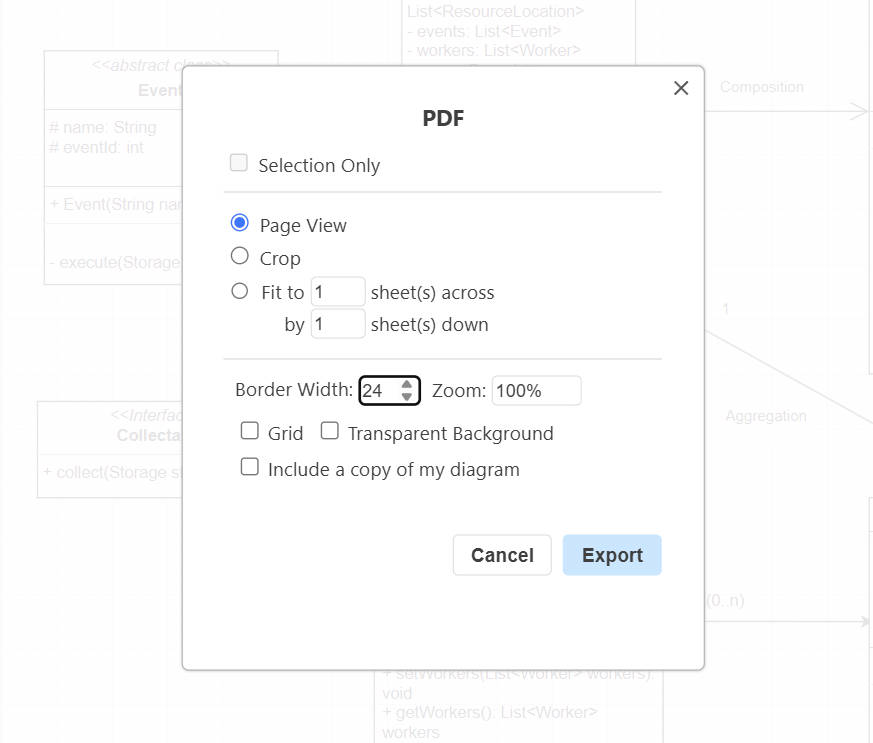 List<ResourceLocation>
- events: List<Event>
- workers: List<Worker>
<<abstract class>>
Event
# name: String
# eventId: int
+ Event(String nam
- execute(Storage
<<Interfac
Collecta
+ collect(Storage st
Composition
1
Aggregation
(0..n)
PDF
Selection Only
Page View
Crop
Fit to 1 sheet(s) across
by 1 sheet(s) down
Border Width: 24 Zoom: 100%
Grid Transparent Background
Include a copy of my diagram
Cancel Export
+ setWorkers(List<Worker> workers):
void
+ getWorkers(): List<Worker>
workers